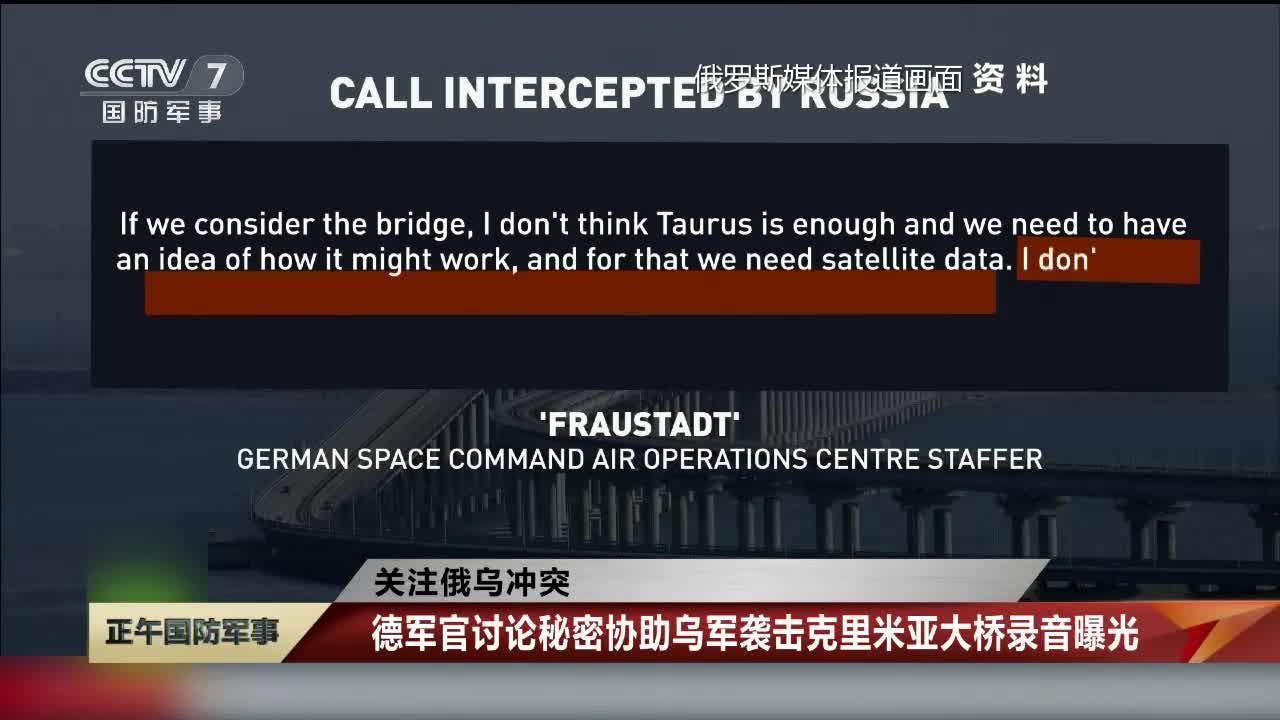 CCTV 7
国防军事
俄罗斯媒体报道画面 资料
CALL INTERCEPTED BY RUSSIA
If we consider the bridge, I don't think Taurus is enough and we need to have
an idea of how it might work, and for that we need satellite data. I don'
'FRAUSTADT'
GERMAN SPACE COMMAND AIR OPERATIONS CENTRE STAFFER
关注俄乌冲突
正午国防军事
德军官讨论秘密协助乌军袭击克里米亚大桥录音曝光